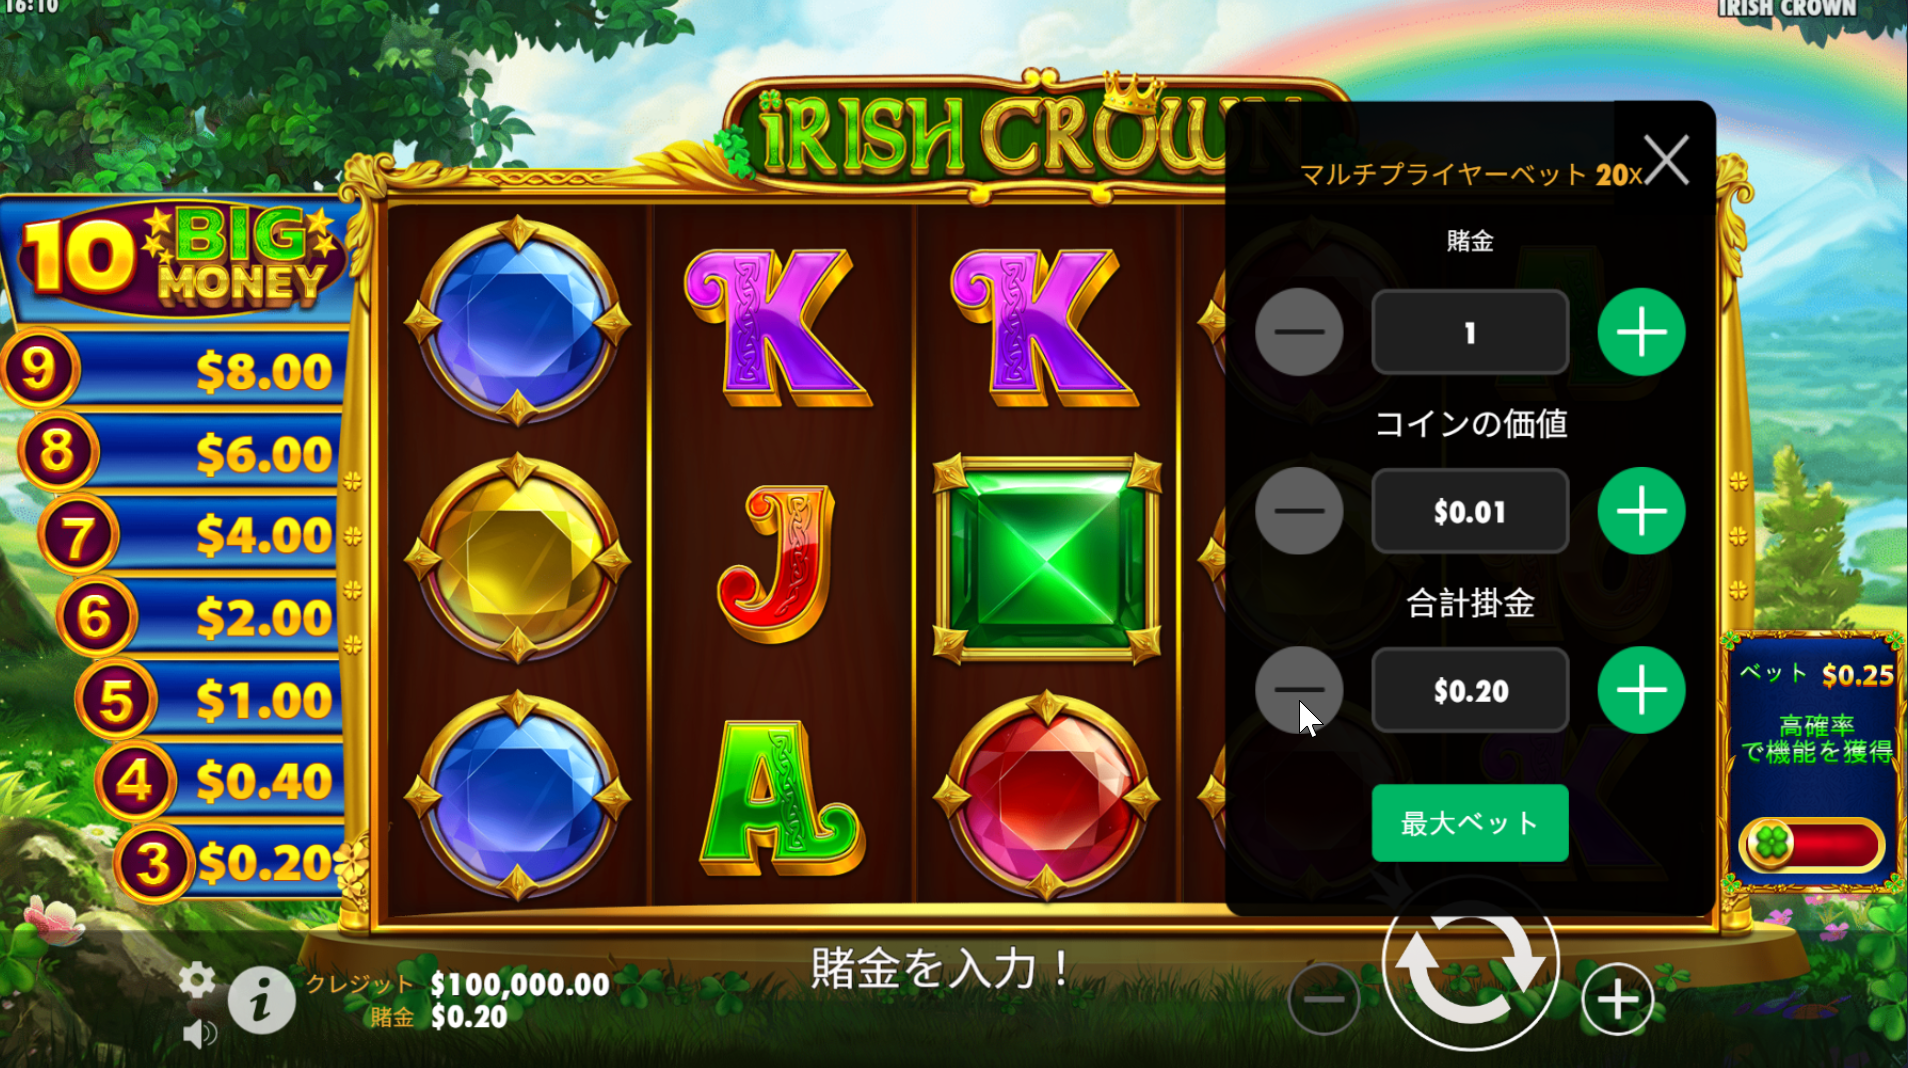 16:10
IRISH CROWN
IRISH CROWN
10 BIG MONEY
9 $8.00
8 $6.00
7 $4.00
6 $2.00
5 $1.00
4 $0.40
3 $0.20
K
K
J
A
マルチプライヤーベット 20x
賭金
1
コインの価値
$0.01
合計掛金
$0.20
最大ベット
ベット $0.25
高確率
で機能を獲得
賭金を入力！
クレジット $100,000.00
賭金 $0.20